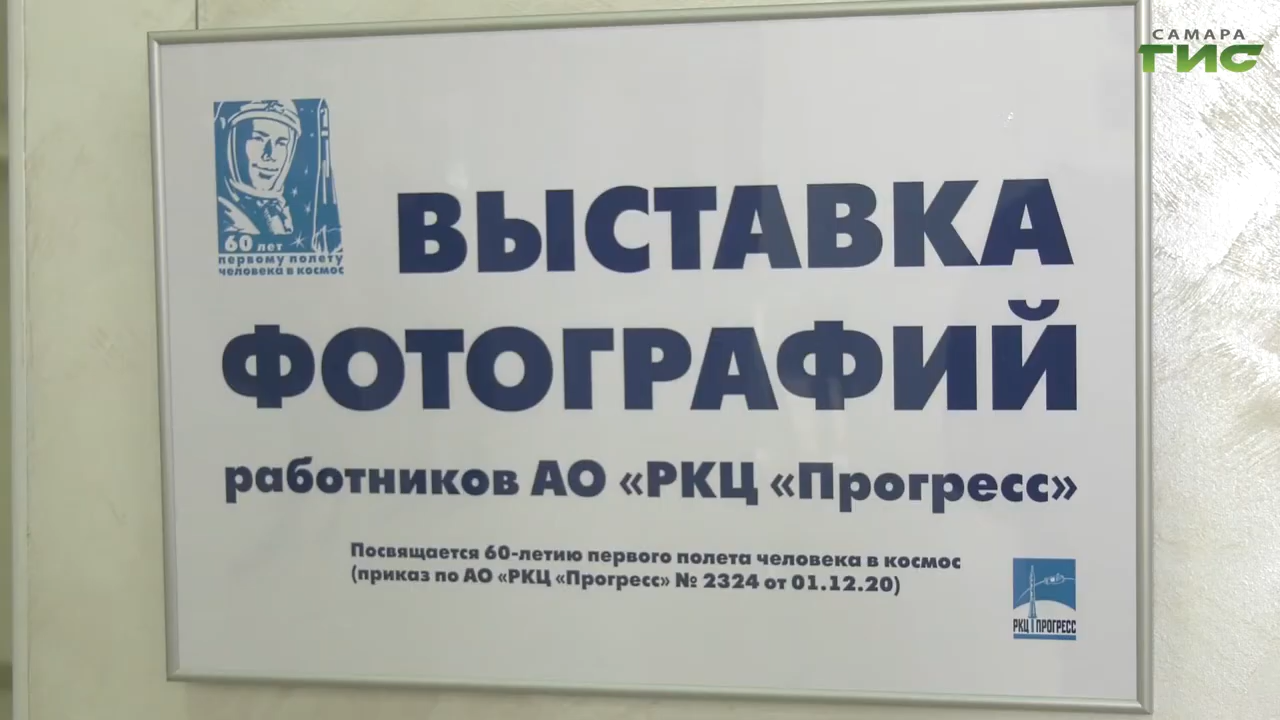 САМАРА
ГИС
60 лет
первому полету
человека в космос
ВЫСТАВКА
ФОТОГРАФИЙ
работников АО «РКЦ «Прогресс»
Посвящается 60-летию первого полета человека в космос
(приказ по АО «РКЦ «Прогресс» № 2324 от 01.12.20)
РКЦ ПРОГРЕСС